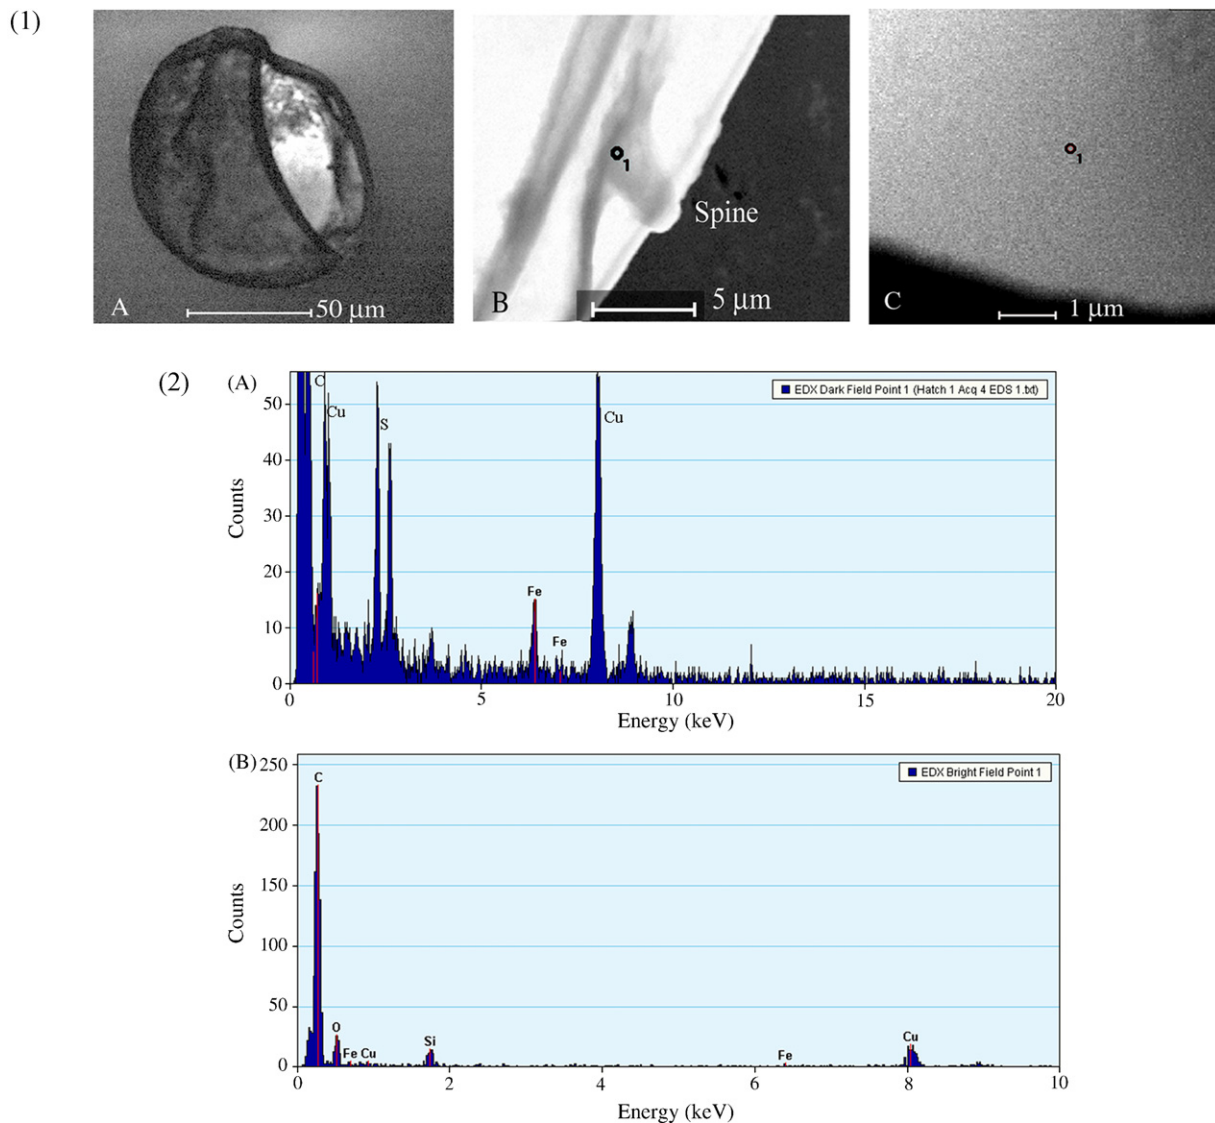 (1)
A
50 µm
B
1
Spine
5 µm
C
1
1 µm
(2)
(A)
EDX Dark Field Point 1 (Hatch 1 Acq 4 EDS 1.txt)
C
Cu
S
Cu
Fe
Fe
Counts
50
40
30
20
10
0
0 5 10 15 20
Energy (keV)
(B)
EDX Bright Field Point 1
C
O
Fe Cu
Si
Fe
Cu
Counts
250
200
150
100
50
0
0 2 4 6 8 10
Energy (keV)